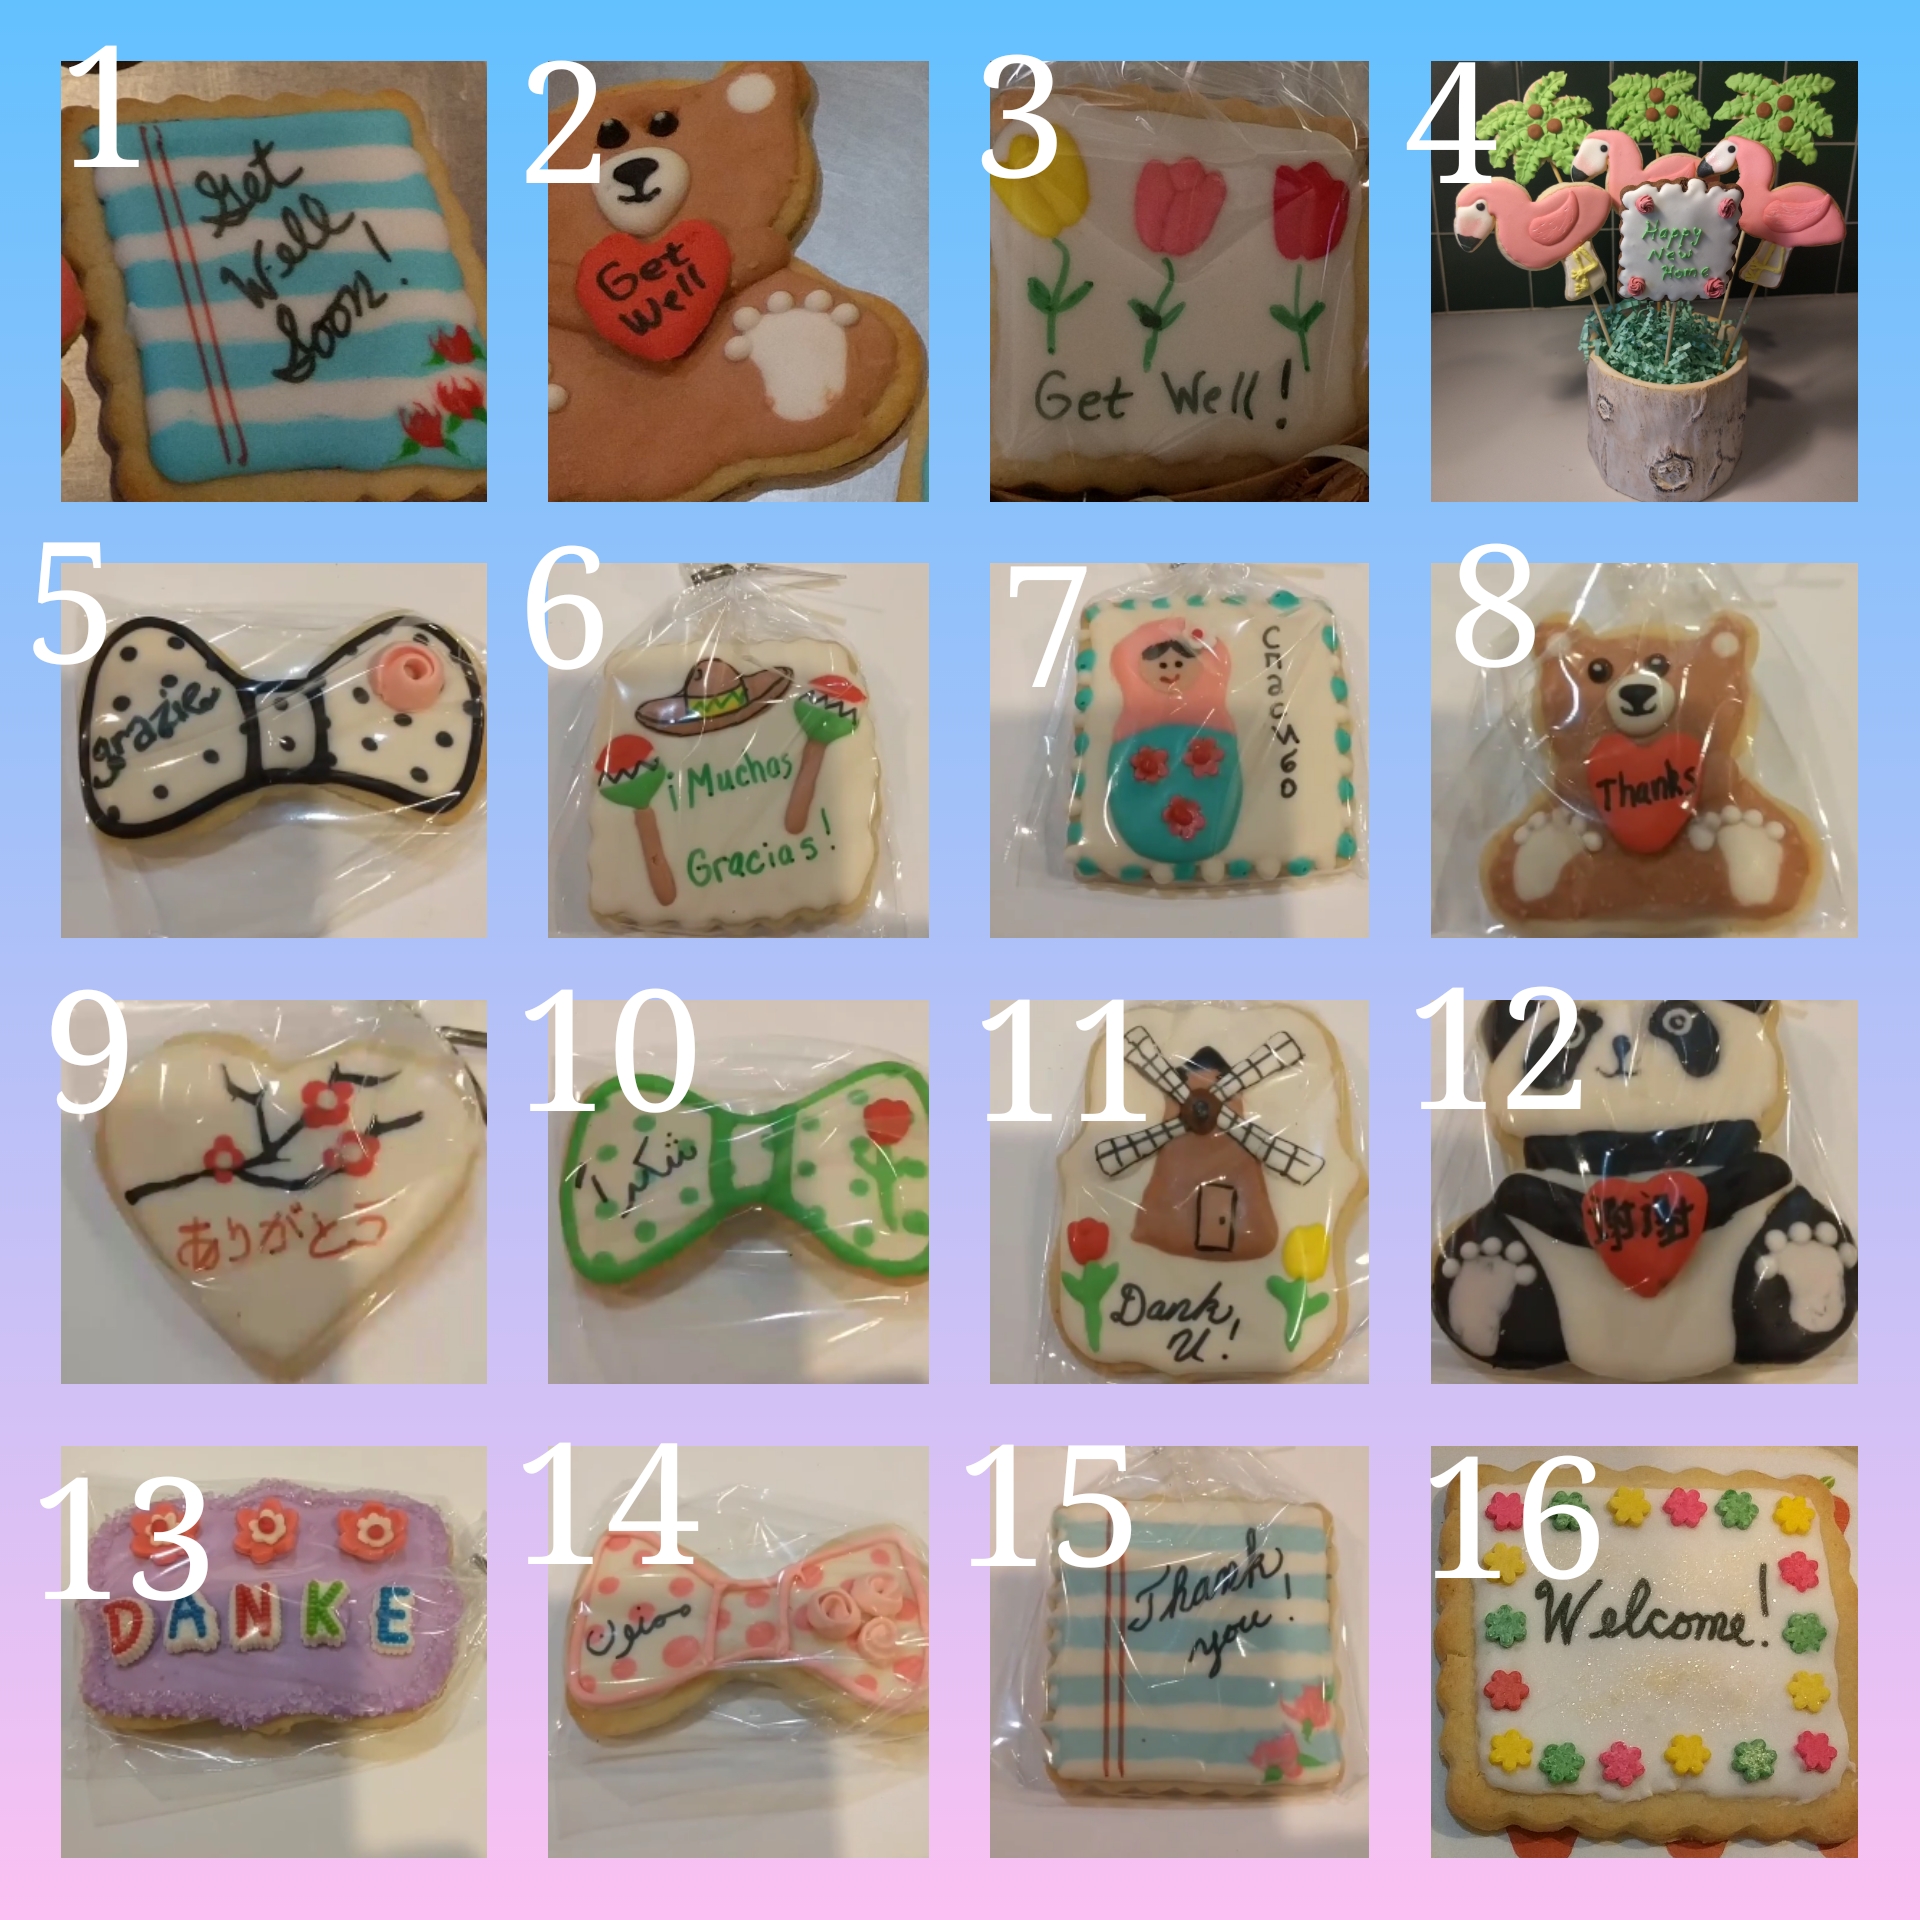 1
Get
Well
Soon!
2
Get
Well
3
Get Well!
4
Happy
New
Home
5
grazie
6
¡Muchas
Gracias!
7
Спасибо
8
Thanks
9
ありがとう
10
شكراً
11
Dank
U!
12
谢谢
13
DANKE
14
ممنون
15
Thank
you!
16
Welcome!